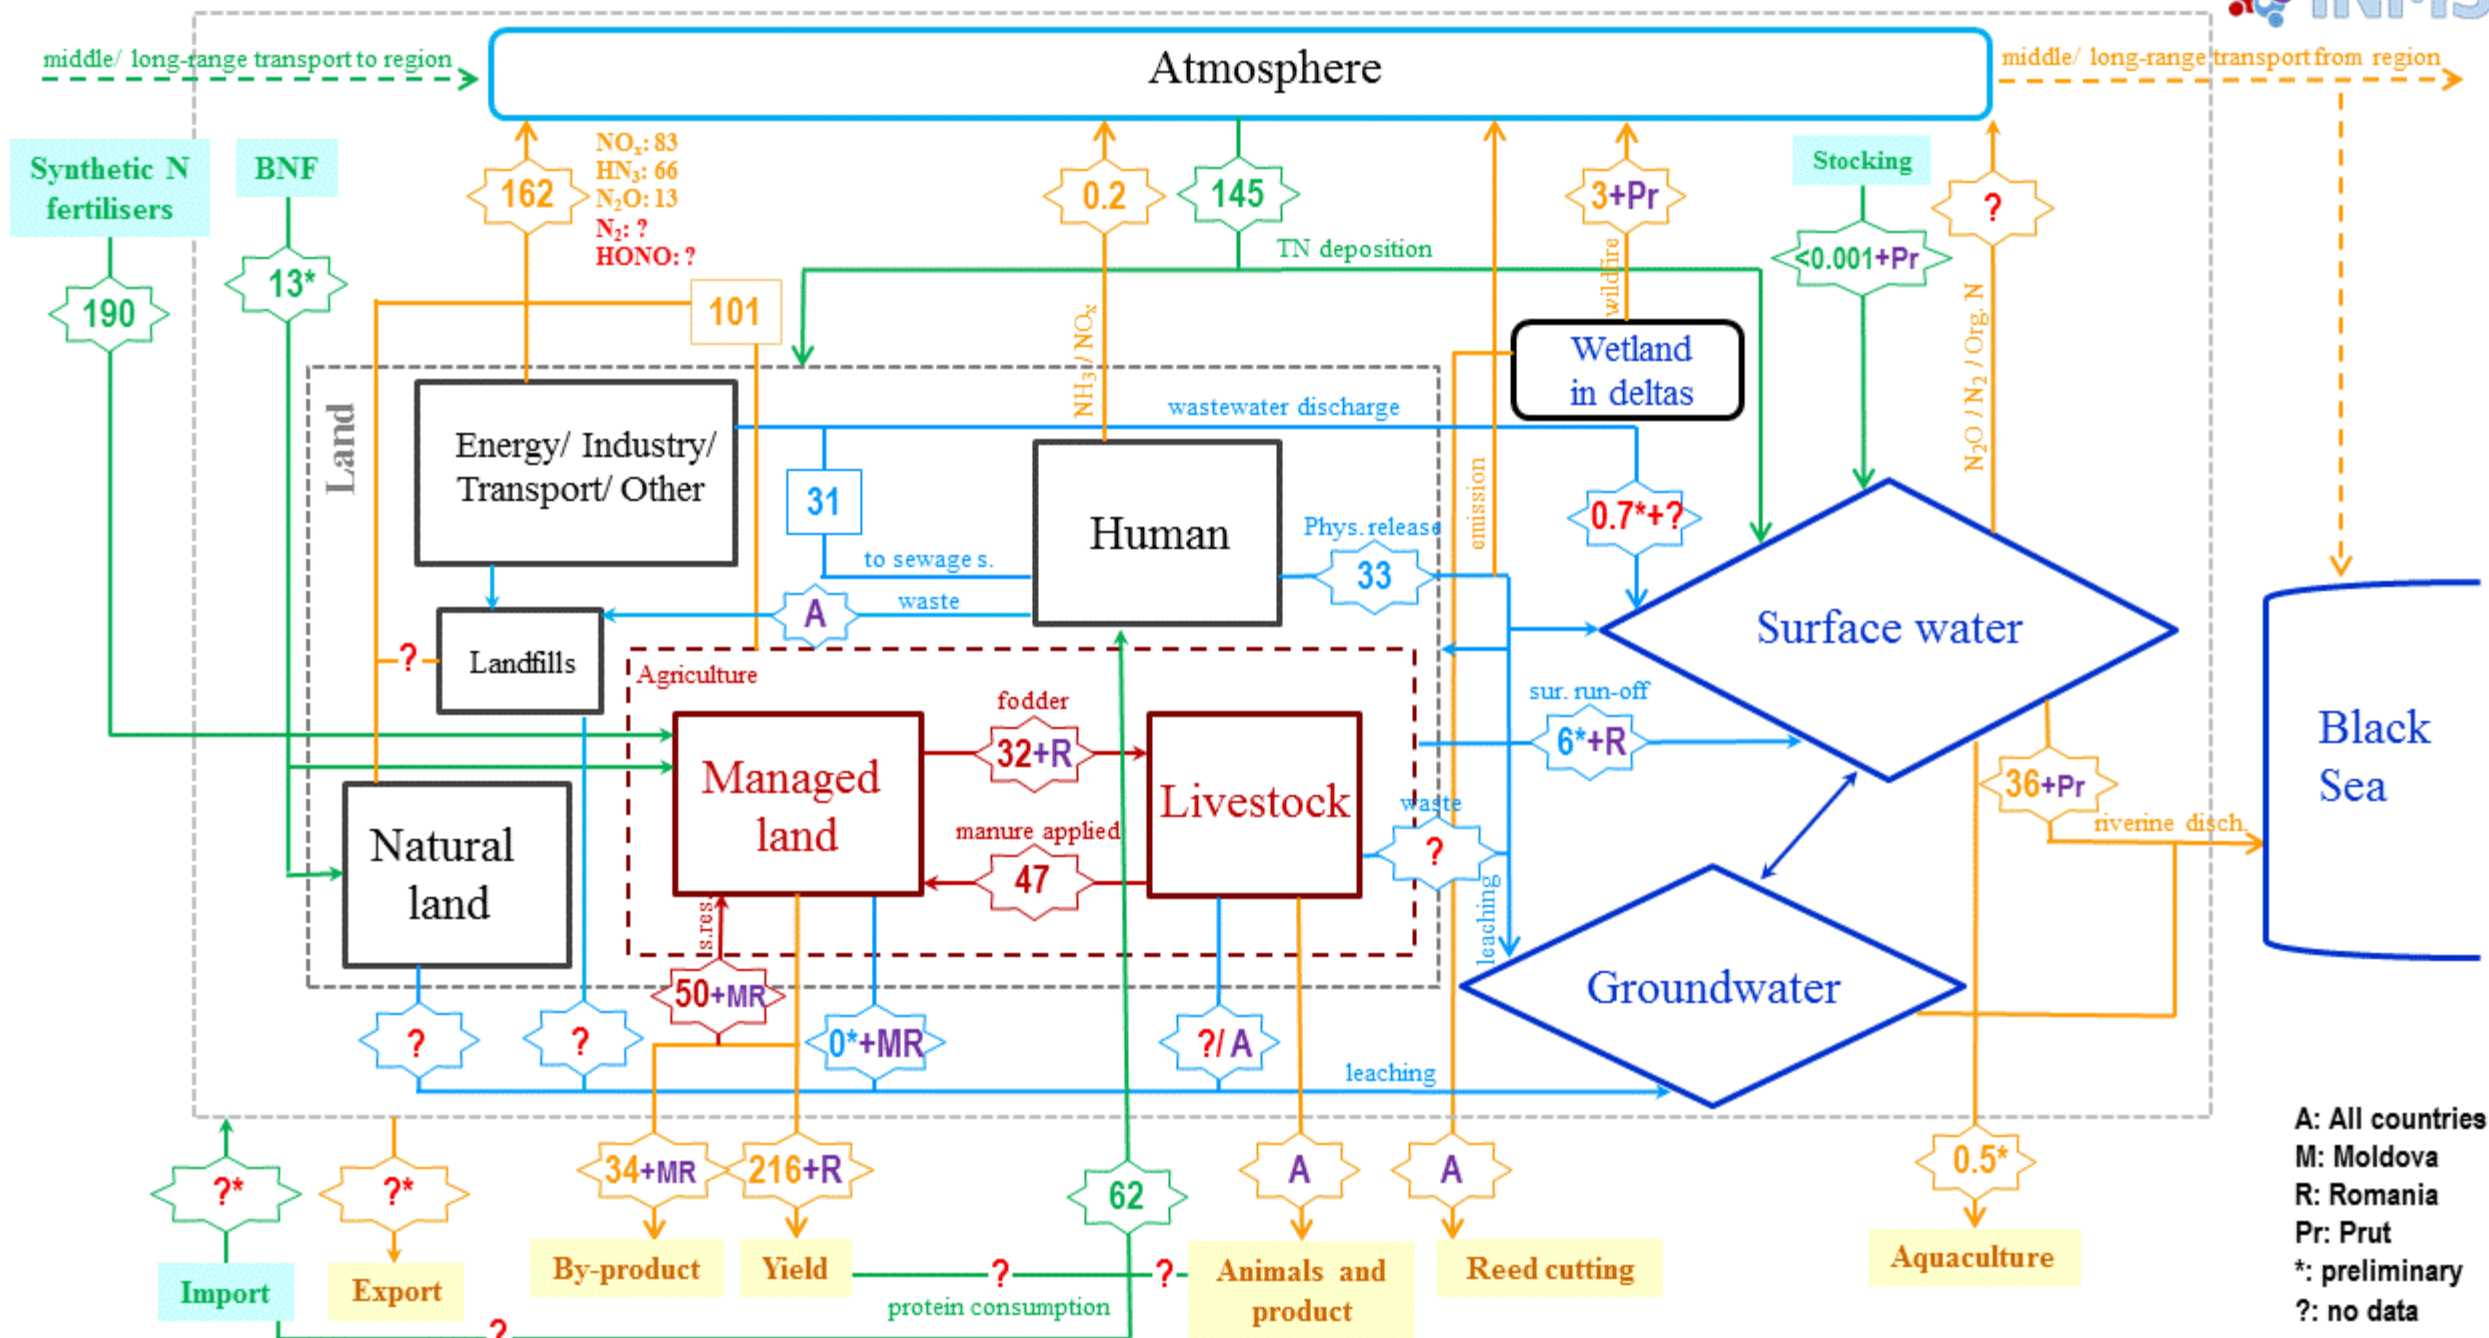 INMS
middle/ long-range transport to region
Atmosphere
middle/ long-range transport from region
Synthetic N
fertilisers
BNF
162
NOₓ: 83
HN₃: 66
N₂O: 13
N₂: ?
HONO: ?
0.2
145
3+Pr
Stocking
?
<0.001+Pr
190
13*
101
TN deposition
wildfire
NH₃ / NOₓ
N₂O / N₂ / Org. N
Land
Wetland
in deltas
Energy/ Industry/
Transport/ Other
wastewater discharge
31
Human
emission
0.7*+?
Phys. release
33
to sewage s.
waste
A
Surface water
Landfills
?
Agriculture
fodder
32+R
sur. run-off
6*+R
Managed
land
Livestock
36+Pr
Black
Sea
manure applied
47
waste
?
riverine disch.
Natural
land
s.res.
leaching
50+MR
Groundwater
?
?
0*+MR
?/ A
leaching
A: All countries
M: Moldova
R: Romania
Pr: Prut
*: preliminary
?: no data
?*
?*
34+MR
216+R
62
A
A
0.5*
Import
Export
By-product
Yield
?
?
protein consumption
Animals and
product
Reed cutting
Aquaculture
?